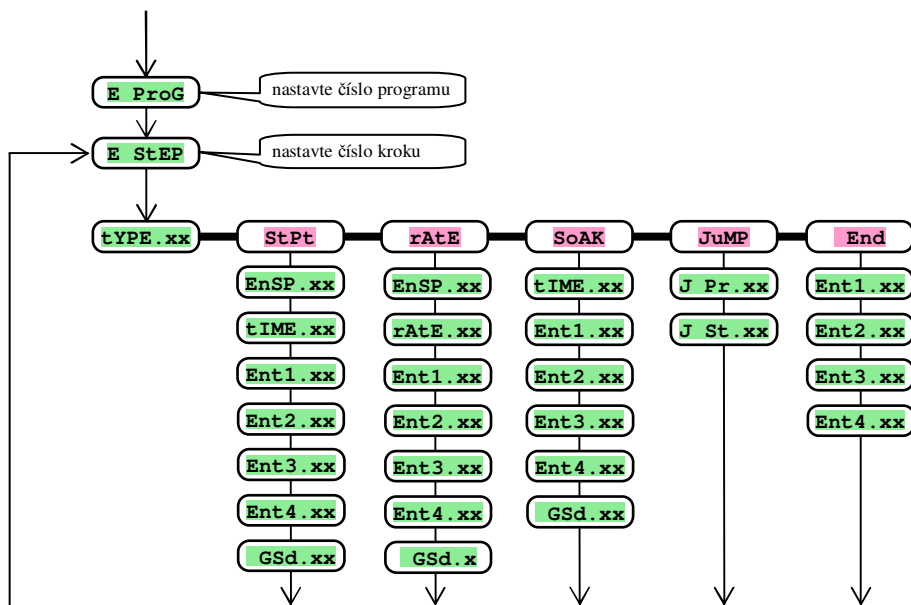 E ProG
nastavte číslo programu
E StEP
nastavte číslo kroku
tYPE.xx StPt rAtE SoAK JuMP End
EnSP.xx EnSP.xx tIME.xx J Pr.xx Ent1.xx
tIME.xx rAtE.xx Ent1.xx J St.xx Ent2.xx
Ent1.xx Ent1.xx Ent2.xx Ent3.xx
Ent2.xx Ent2.xx Ent3.xx Ent4.xx
Ent3.xx Ent3.xx Ent4.xx
Ent4.xx Ent4.xx GSd.xx
GSd.xx GSd.x